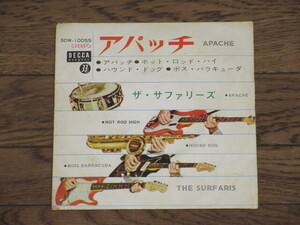 SDW-10055
STEREO
アパッチ
APACHE
DECCA
33
●アパッチ●ホット・ロッド・ハイ
●ハウンド・ドッグ●ボス・バラキューダ
ザ・サファリーズ
●APACHE
●HOT ROD HIGH
●HOUND DOG
●BOSS BARRACUDA
THE SURFARIS